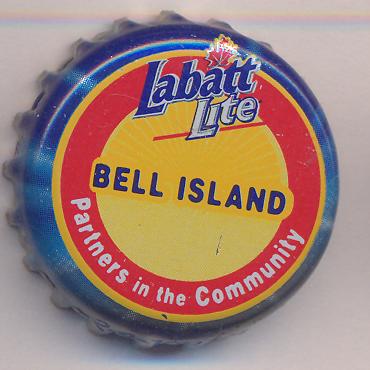 Labatt
Lite
BELL ISLAND
Partners in the Community